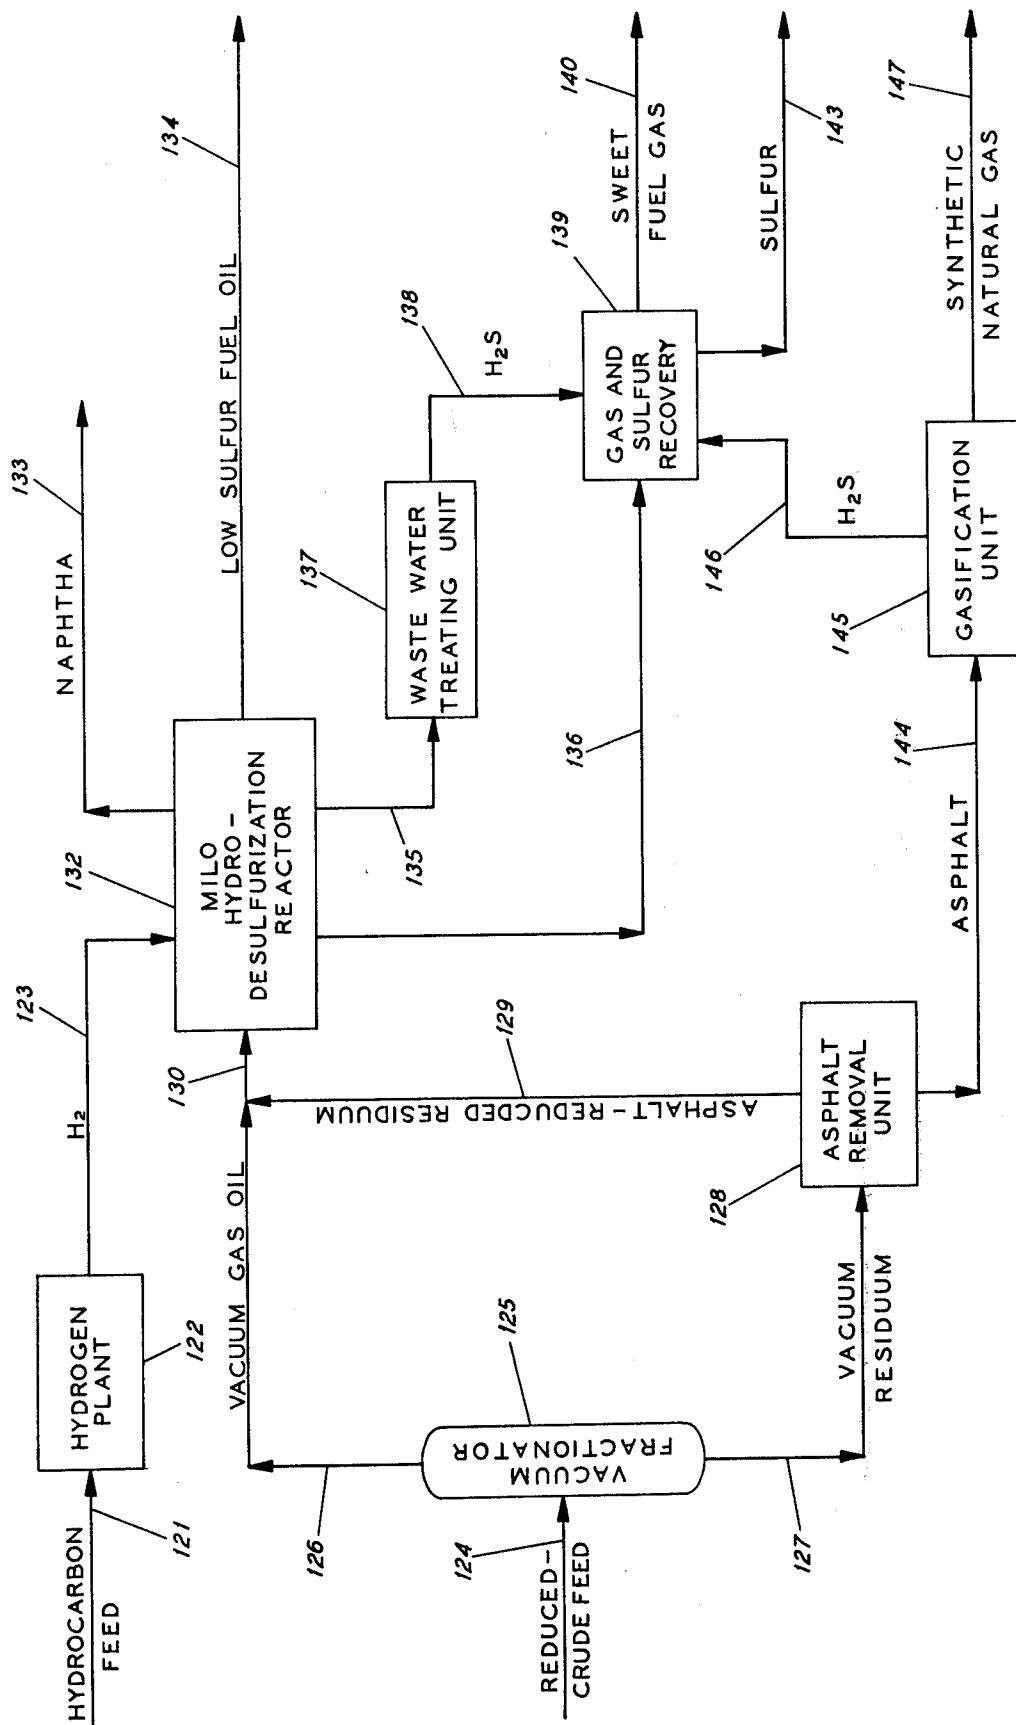 HYDROCARBON
FEED
121
HYDROGEN
PLANT
122
H₂
123
NAPHTHA
133
MILO
HYDRO-
DESULFURIZATION
REACTOR
132
LOW SULFUR FUEL OIL
134
VACUUM GAS OIL
126
130
135
WASTE WATER
TREATING UNIT
137
H₂S
138
136
REDUCED-
CRUDE FEED
124
VACUUM
FRACTIONATOR
125
127
ASPHALT-REDUCDED RESIDUUM
129
GAS AND
SULFUR
RECOVERY
139
SWEET
FUEL GAS
140
SULFUR
143
VACUUM
RESIDUUM
ASPHALT
REMOVAL
UNIT
128
ASPHALT
144
GASIFICATION
UNIT
145
H₂S
146
SYNTHETIC
NATURAL GAS
147